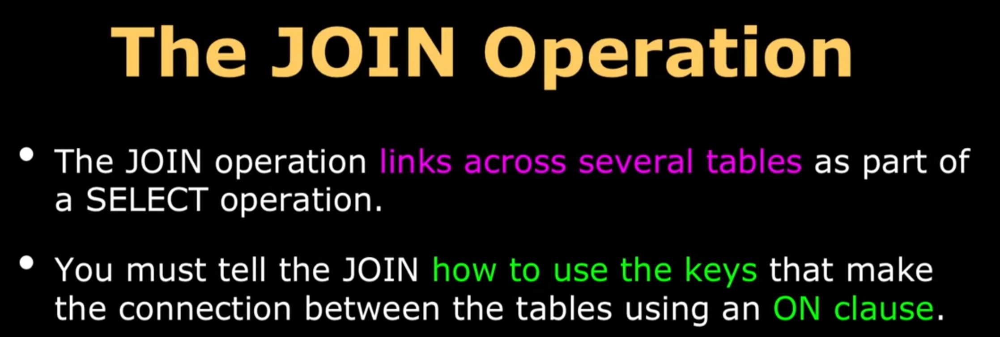 The JOIN Operation
• The JOIN operation links across several tables as part of
a SELECT operation.
• You must tell the JOIN how to use the keys that make
the connection between the tables using an ON clause.